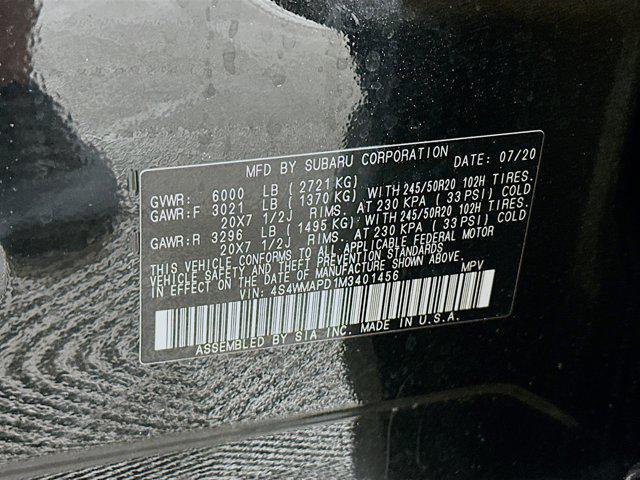 MFD BY SUBARU CORPORATION DATE: 07/20
GVWR: 6000 LB ( 2721 KG)
GAWR:F 3021 LB ( 1370 KG) WITH 245/50R20 102H TIRES.
20X7 1/2J RIMS. AT 230 KPA ( 33 PSI) COLD
GAWR:R 3296 LB ( 1495 KG) WITH 245/50R20 102H TIRES.
20X7 1/2J RIMS. AT 230 KPA ( 33 PSI) COLD
THIS VEHICLE CONFORMS TO ALL APPLICABLE FEDERAL MOTOR
VEHICLE SAFETY AND THEFT PREVENTION STANDARDS
IN EFFECT ON THE DATE OF MANUFACTURE SHOWN ABOVE.
VIN: 4S4WMAPD1M3401456 MPV
ASSEMBLED BY SIA, INC. MADE IN U.S.A.